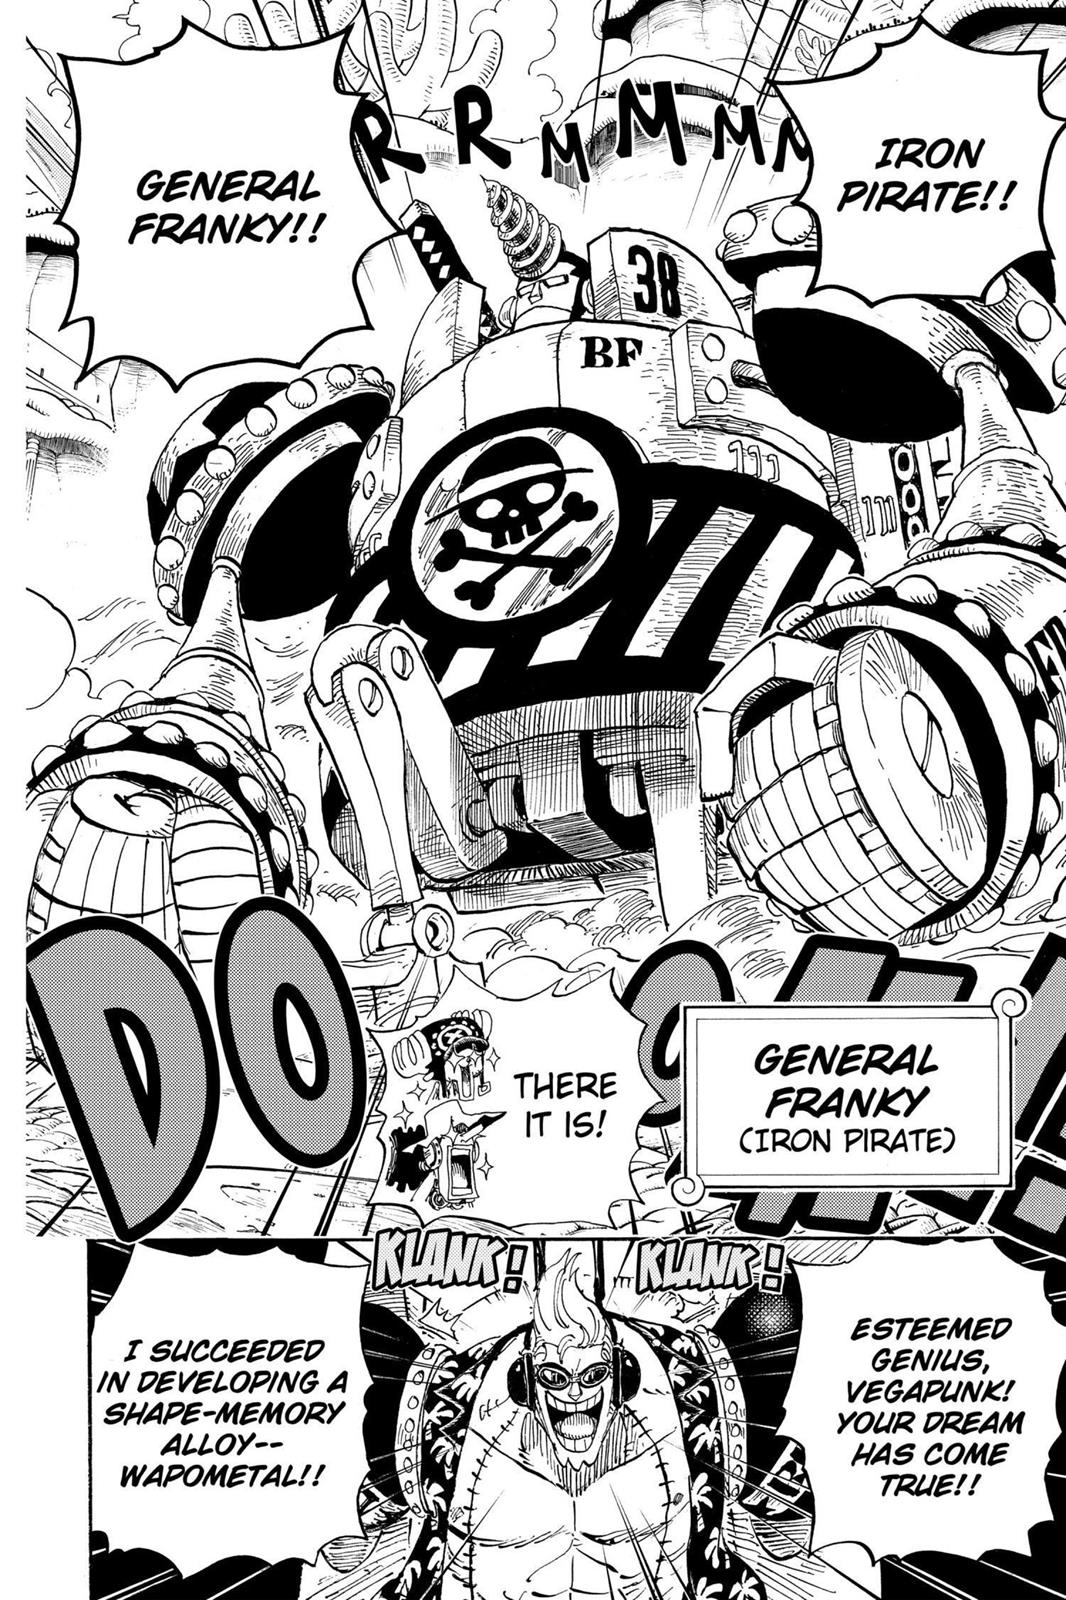 IRON
PIRATE!!
GENERAL
FRANKY!!
RRMMMM
38
BF
DO
GENERAL
FRANKY
(IRON PIRATE)
THERE
IT IS!
KLANK!
KLANK!
ESTEEMED
GENIUS,
VEGAPUNK!
YOUR DREAM
HAS COME
TRUE!!
I SUCCEEDED
IN DEVELOPING A
SHAPE-MEMORY
ALLOY--
WAPOMETAL!!